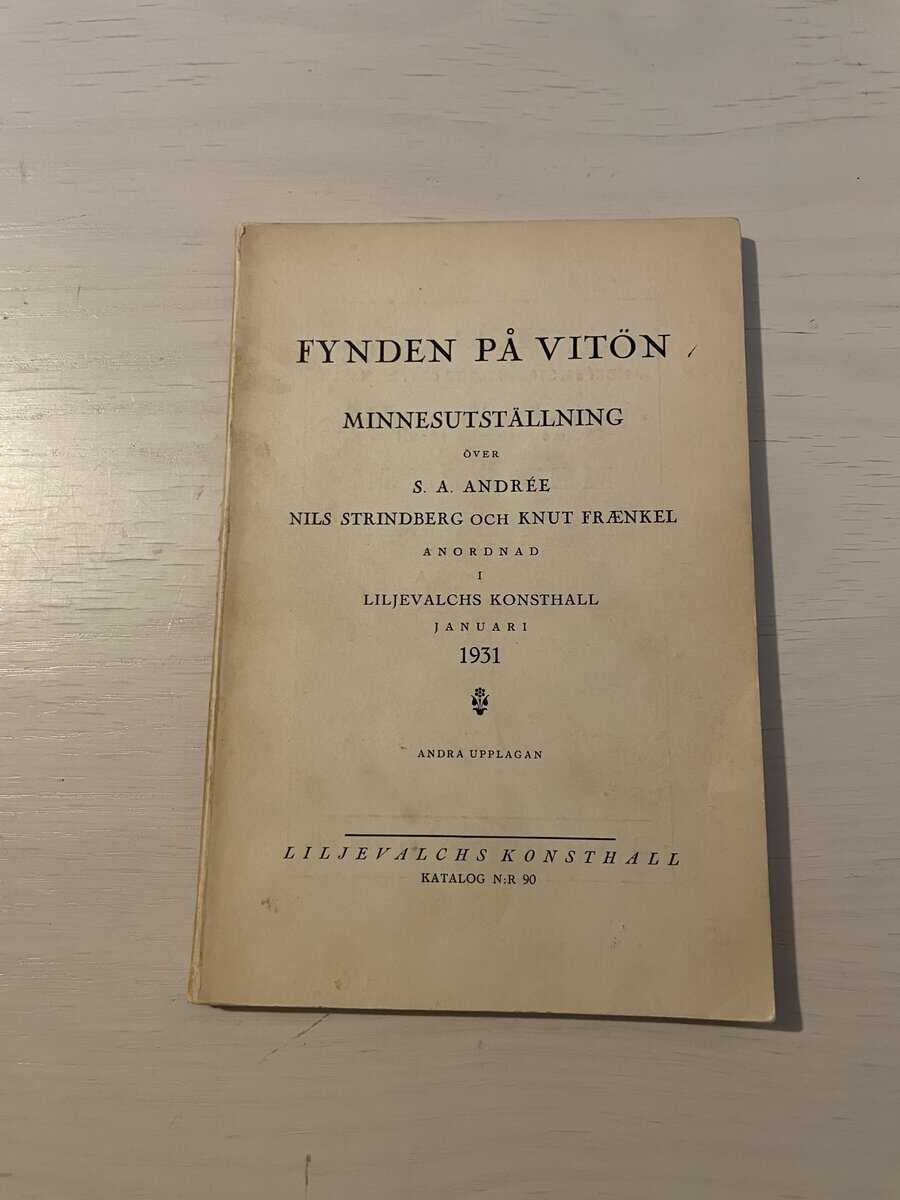 FYNDEN PÅ VITÖN
MINNESUTSTÄLLNING
ÖVER
S. A. ANDRÉE
NILS STRINDBERG OCH KNUT FRÆNKEL
ANORDNAD
I
LILJEVALCHS KONSTHALL
JANUARI
1931
ANDRA UPPLAGAN
LILJEVALCHS KONSTHALL
KATALOG N:R 90